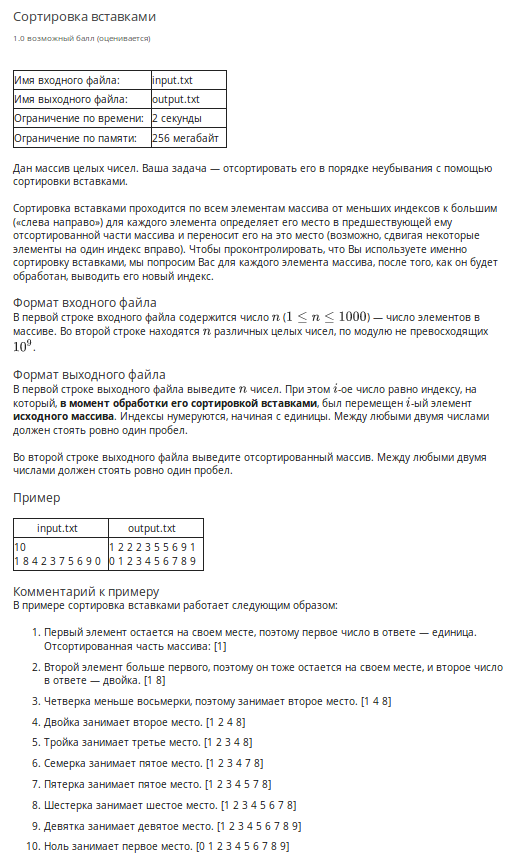 Сортировка вставками
1.0 возможный балл (оценивается)
Имя входного файла: input.txt
Имя выходного файла: output.txt
Ограничение по времени: 2 секунды
Ограничение по памяти: 256 мегабайт
Дан массив целых чисел. Ваша задача — отсортировать его в порядке неубывания с помощью
сортировки вставками.
Сортировка вставками проходится по всем элементам массива от меньших индексов к большим
(«слева направо») для каждого элемента определяет его место в предшествующей ему
отсортированной части массива и переносит его на это место (возможно, сдвигая некоторые
элементы на один индекс вправо). Чтобы проконтролировать, что Вы используете именно
сортировку вставками, мы попросим Вас для каждого элемента массива, после того, как он будет
обработан, выводить его новый индекс.
Формат входного файла
В первой строке входного файла содержится число n (1 ≤ n ≤ 1000) — число элементов в
массиве. Во второй строке находятся n различных целых чисел, по модулю не превосходящих
10⁹.
Формат выходного файла
В первой строке выходного файла выведите n чисел. При этом i-ое число равно индексу, на
который, в момент обработки его сортировкой вставками, был перемещен i-ый элемент
исходного массива. Индексы нумеруются, начиная с единицы. Между любыми двумя числами
должен стоять ровно один пробел.
Во второй строке выходного файла выведите отсортированный массив. Между любыми двумя
числами должен стоять ровно один пробел.
Пример
input.txt output.txt
10 1 2 2 2 3 5 5 6 9 1
1 8 4 2 3 7 5 6 9 0 0 1 2 3 4 5 6 7 8 9
Комментарий к примеру
В примере сортировка вставками работает следующим образом:
1. Первый элемент остается на своем месте, поэтому первое число в ответе — единица.
Отсортированная часть массива: [1]
2. Второй элемент больше первого, поэтому он тоже остается на своем месте, и второе число
в ответе — двойка. [1 8]
3. Четверка меньше восьмерки, поэтому занимает второе место. [1 4 8]
4. Двойка занимает второе место. [1 2 4 8]
5. Тройка занимает третье место. [1 2 3 4 8]
6. Семерка занимает пятое место. [1 2 3 4 7 8]
7. Пятерка занимает пятое место. [1 2 3 4 5 7 8]
8. Шестерка занимает шестое место. [1 2 3 4 5 6 7 8]
9. Девятка занимает девятое место. [1 2 3 4 5 6 7 8 9]
10. Ноль занимает первое место. [0 1 2 3 4 5 6 7 8 9]